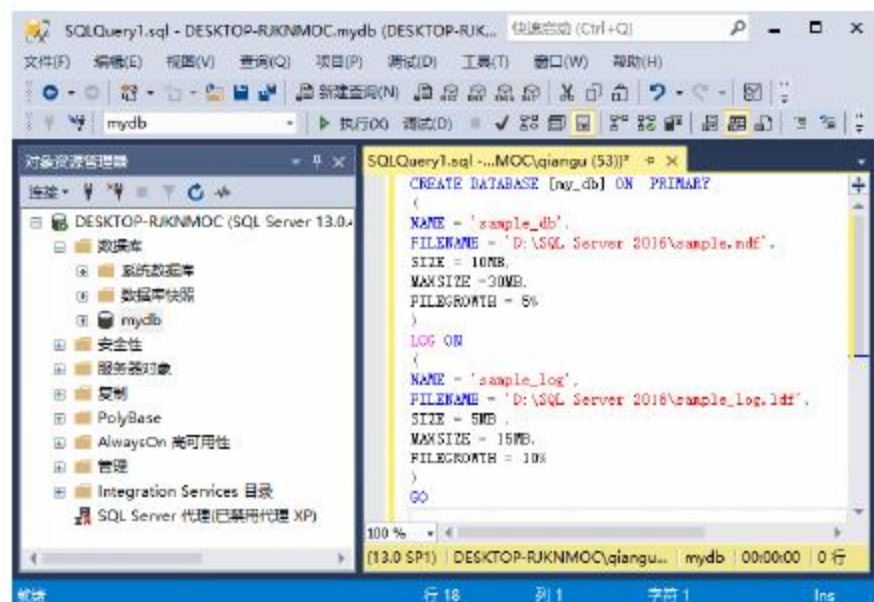 SQLQuery1.sql - DESKTOP-RJKNMOC.mydb (DESKTOP-RJK... 快速启动 (Ctrl+Q)
文件(F) 编辑(E) 视图(V) 查询(Q) 项目(P) 调试(D) 工具(T) 窗口(W) 帮助(H)
新建查询(N)
mydb 执行(X) 调试(D)
对象资源管理器
连接
DESKTOP-RJKNMOC (SQL Server 13.0.
数据库
系统数据库
数据库快照
mydb
安全性
服务器对象
复制
PolyBase
AlwaysOn 高可用性
管理
Integration Services 目录
SQL Server 代理(已禁用代理 XP)
SQLQuery1.sql -...MOC\qiangu (53))*
CREATE DATABASE [my_db] ON PRIMARY
(
NAME = 'sample_db',
FILENAME = 'D:\SQL Server 2016\sample.mdf',
SIZE = 10MB,
MAXSIZE =30MB,
FILEGROWTH = 5%
)
LOG ON
(
NAME = 'sample_log',
FILENAME = 'D:\SQL Server 2016\sample_log.ldf',
SIZE = 5MB ,
MAXSIZE = 15MB,
FILEGROWTH = 10%
)
GO
100 %
(13.0 SP1) DESKTOP-RJKNMOC\qiangu... mydb 00:00:00 0 行
就绪 行 18 列 1 字符 1 Ins